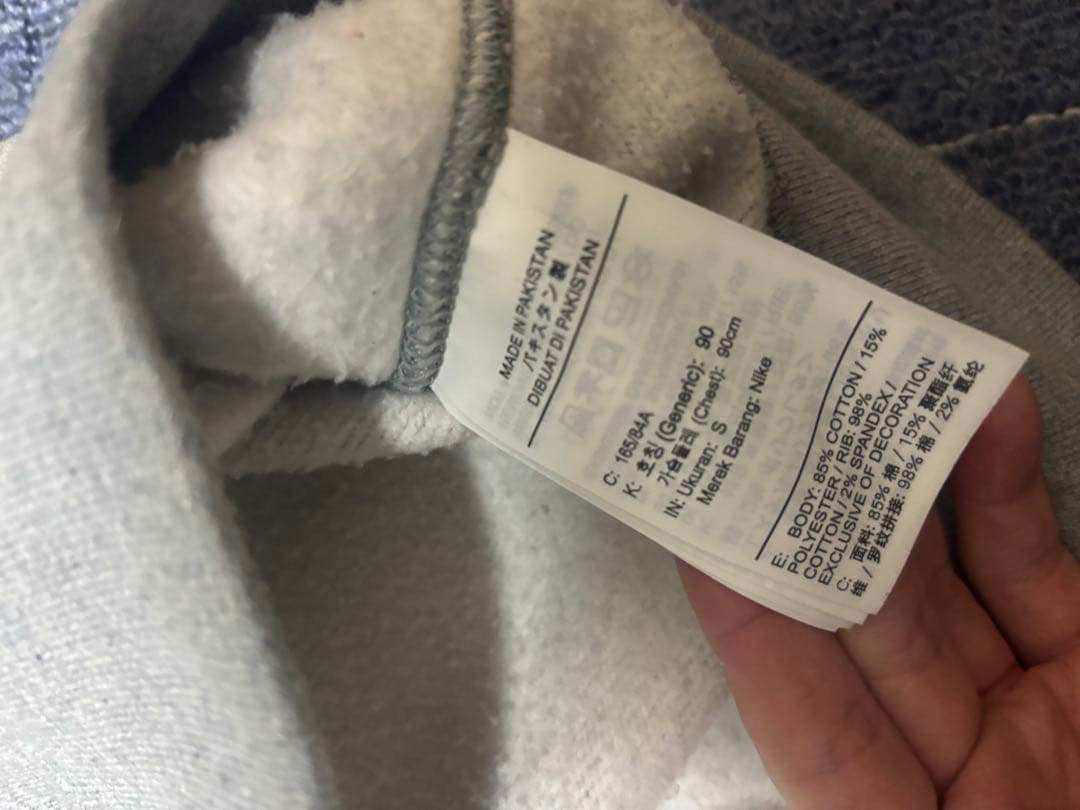 MADE IN PAKISTAN
パキスタン製
DIBUAT DI PAKISTAN
C: 165/84A
K: 호칭 (Generic): 90
가슴둘레 (Chest): 90cm
IN: Ukuran: S
Merek Barang: Nike
E: BODY: 85% COTTON / 15%
POLYESTER / RIB: 98%
COTTON / 2% SPANDEX /
EXCLUSIVE OF DECORATION
C: 面料: 85% 棉 / 15% 聚酯纤
维 / 罗纹拼接: 98% 棉 / 2% 氨纶